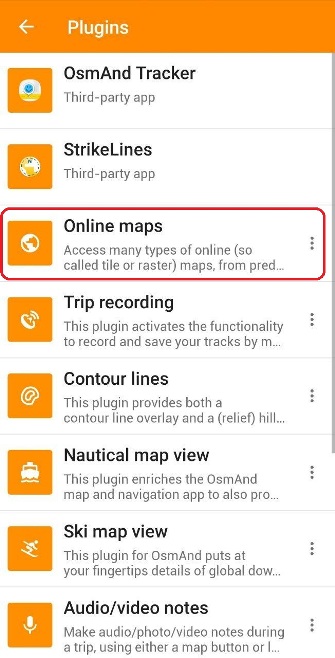 Plugins
OsmAnd Tracker
Third-party app
StrikeLines
Third-party app
Online maps
Access many types of online (so
called tile or raster) maps, from pred...
Trip recording
This plugin activates the functionality
to record and save your tracks by m...
Contour lines
This plugin provides both a
contour line overlay and a (relief) hill...
Nautical map view
This plugin enriches the OsmAnd
map and navigation app to also pro...
Ski map view
This plugin for OsmAnd puts at
your fingertips details of global dow...
Audio/video notes
Make audio/photo/video notes during
a trip, using either a map button or l...